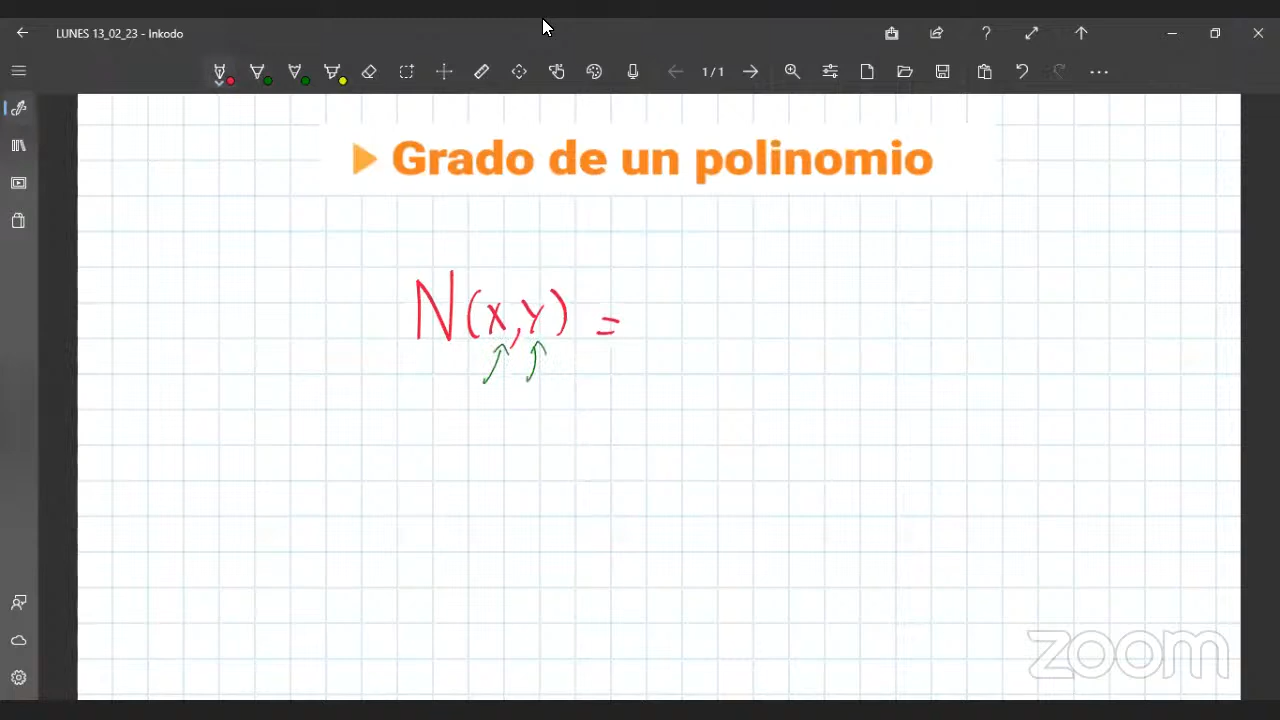 LUNES 13_02_23 - Inkodo
1 / 1
Grado de un polinomio
N(x,y) =
zoom